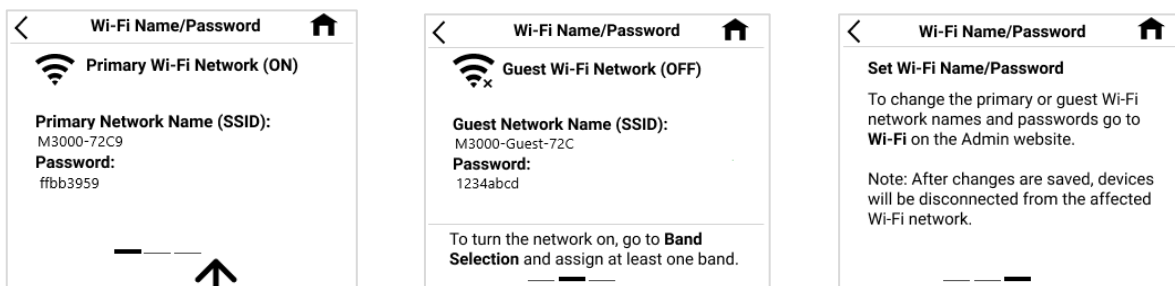 Wi-Fi Name/Password
Primary Wi-Fi Network (ON)
Primary Network Name (SSID):
M3000-72C9
Password:
ffbb3959
Wi-Fi Name/Password
Guest Wi-Fi Network (OFF)
Guest Network Name (SSID):
M3000-Guest-72C
Password:
1234abcd
To turn the network on, go to Band
Selection and assign at least one band.
Wi-Fi Name/Password
Set Wi-Fi Name/Password
To change the primary or guest Wi-Fi
network names and passwords go to
Wi-Fi on the Admin website.
Note: After changes are saved, devices
will be disconnected from the affected
Wi-Fi network.